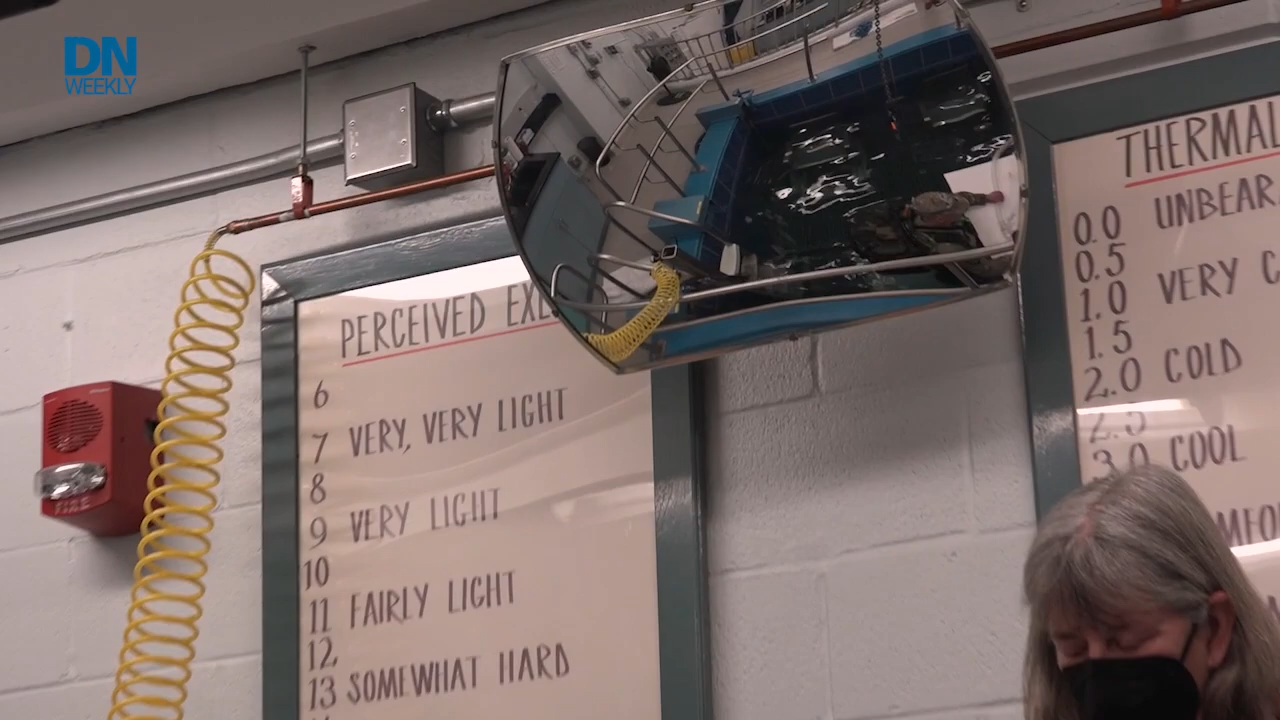 DN
WEEKLY
FIRE
PERCEIVED
6
7 VERY, VERY LIGHT
8
9 VERY LIGHT
10
11 FAIRLY LIGHT
12
13 SOMEWHAT HARD
THERMAL
0.0 UNBEAR
0.5
1.0 VERY C
1.5
2.0 COLD
2.5
3.0 COOL